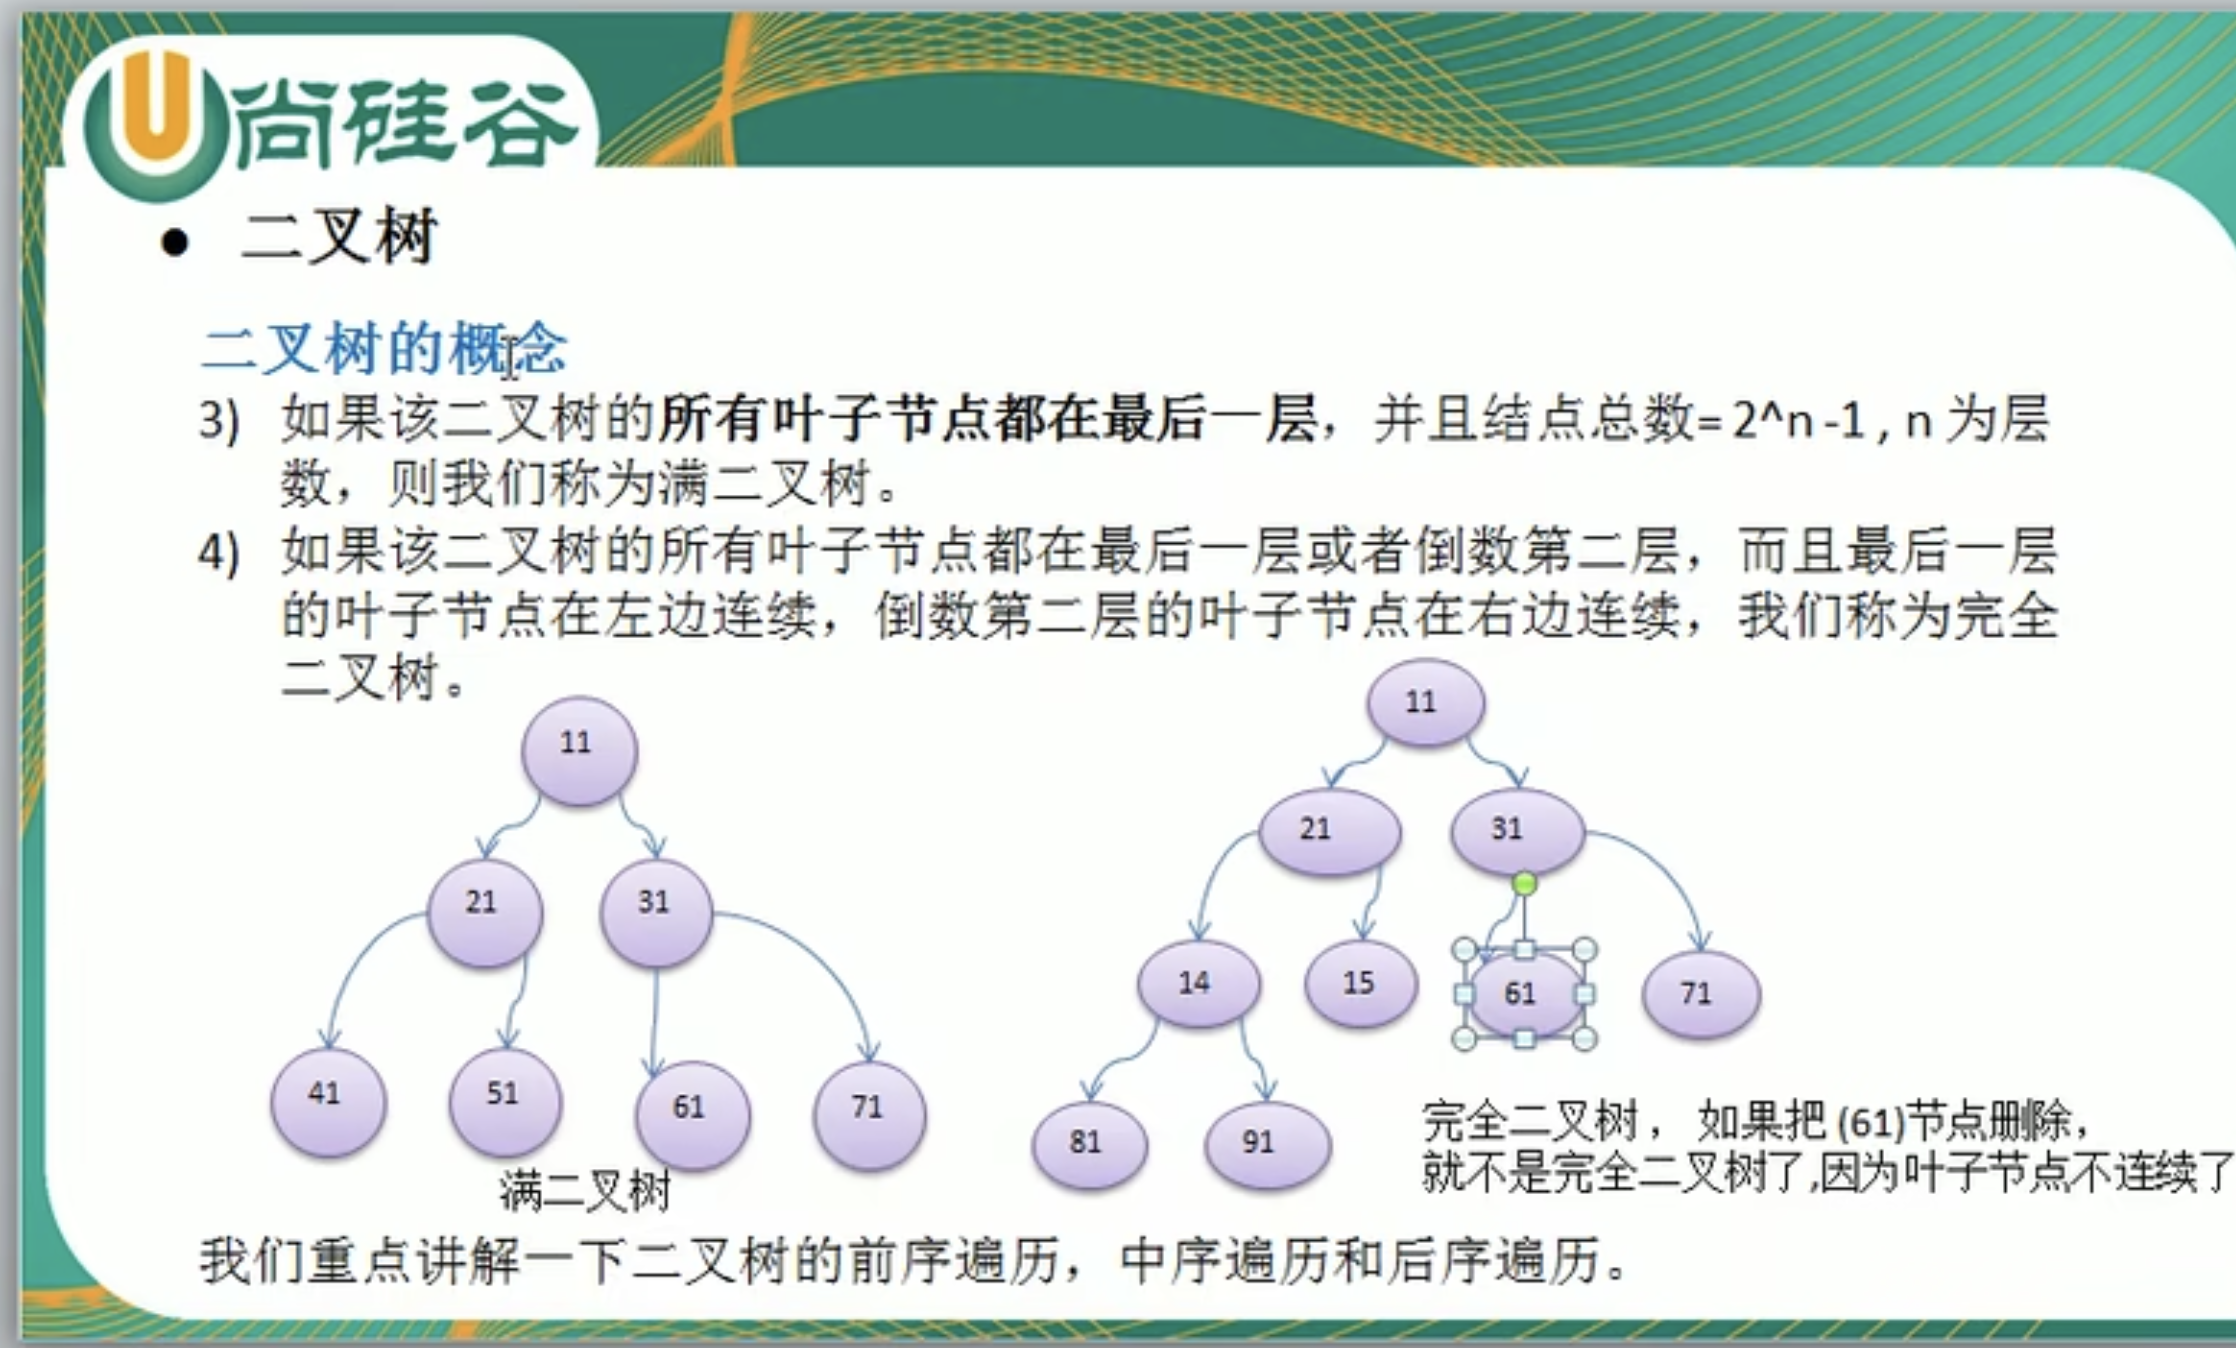 尚硅谷
● 二叉树
二叉树的概念
3) 如果该二叉树的所有叶子节点都在最后一层，并且结点总数= 2^n -1 , n 为层
数，则我们称为满二叉树。
4) 如果该二叉树的所有叶子节点都在最后一层或者倒数第二层，而且最后一层
的叶子节点在左边连续，倒数第二层的叶子节点在右边连续，我们称为完全
二叉树。
11
21 31
41 51 61 71
满二叉树
11
21 31
14 15 61 71
81 91
完全二叉树， 如果把 (61)节点删除，
就不是完全二叉树了,因为叶子节点不连续了
我们重点讲解一下二叉树的前序遍历，中序遍历和后序遍历。